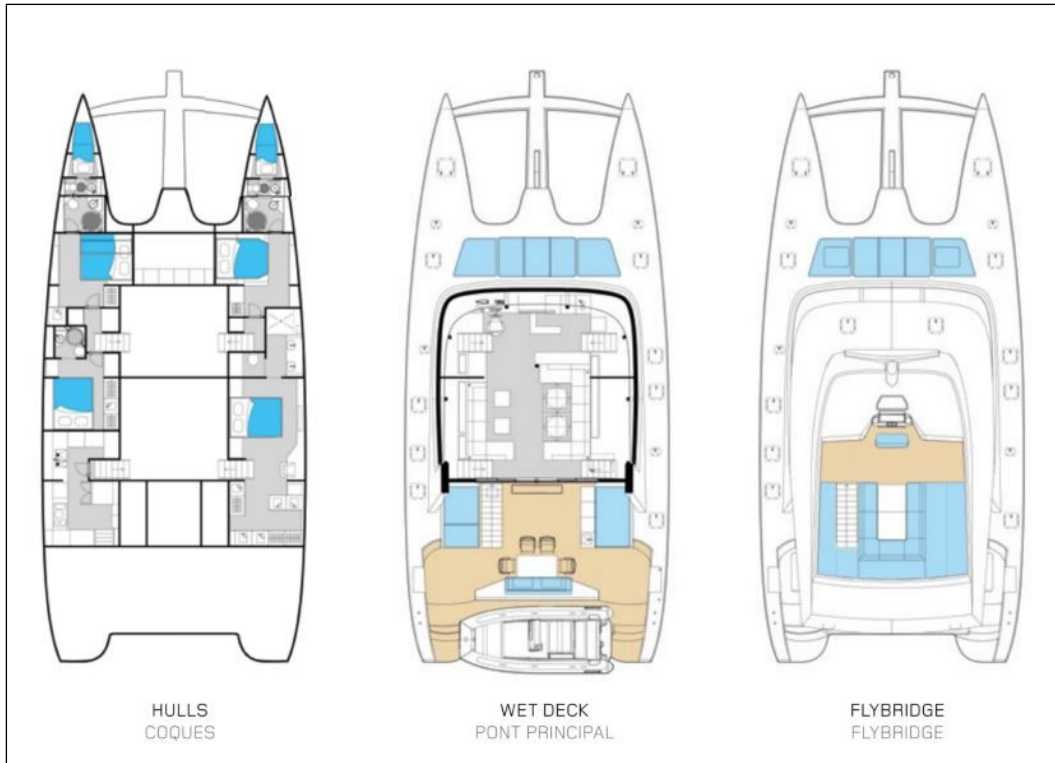 HULLS
COQUES
WET DECK
PONT PRINCIPAL
FLYBRIDGE
FLYBRIDGE